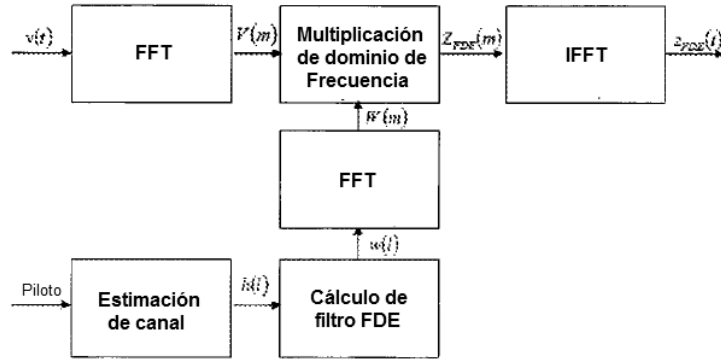 v(t)
FFT
V(m)
Multiplicación
de dominio de
Frecuencia
Z_FDE(m)
IFFT
z_FDE(t)
W(m)
FFT
w(l)
Piloto
Estimación
de canal
h(l)
Cálculo de
filtro FDE